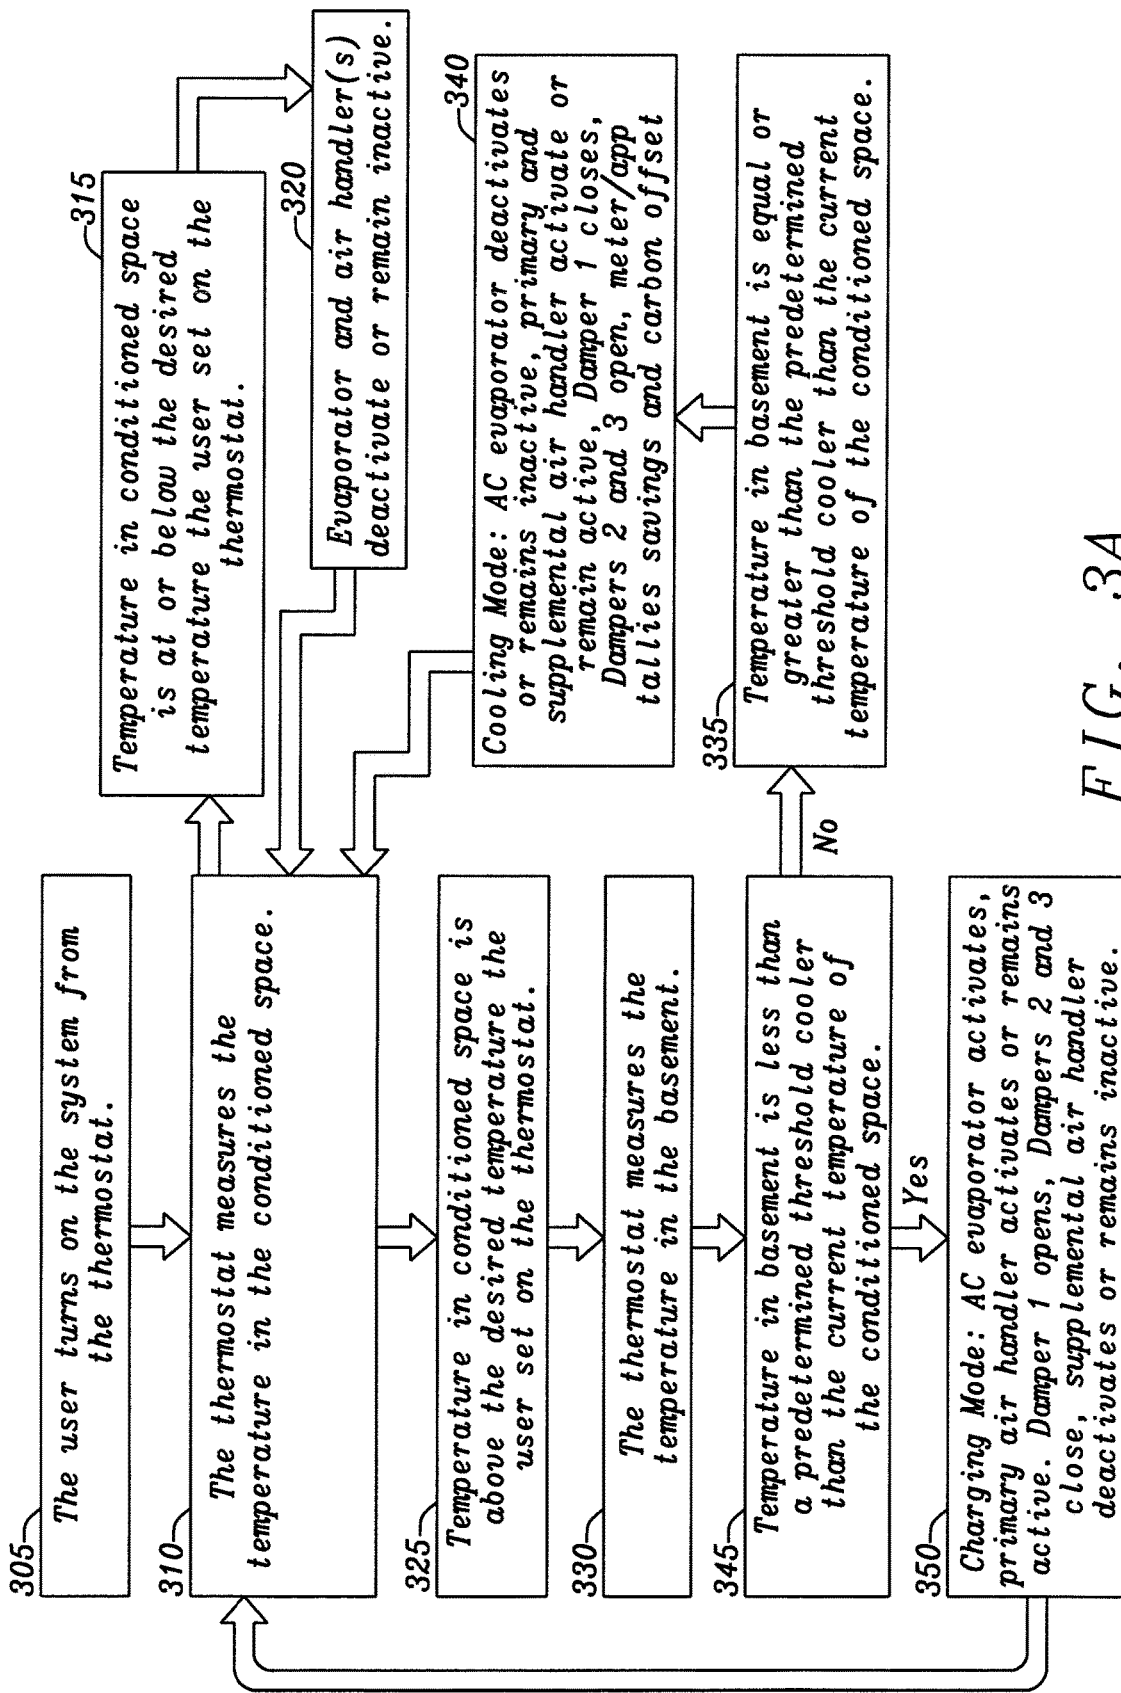 305
The user turns on the system from
the thermostat.
310
The thermostat measures the
temperature in the conditioned space.
315
Temperature in conditioned space
is at or below the desired
temperature the user set on the
thermostat.
320
Evaporator and air handler(s)
deactivate or remain inactive.
325
Temperature in conditioned space is
above the desired temperature the
user set on the thermostat.
330
The thermostat measures the
temperature in the basement.
345
Temperature in basement is less than
a predetermined threshold cooler
than the current temperature of
the conditioned space.
No
335
Temperature in basement is equal or
greater than the predetermined
threshold cooler than the current
temperature of the conditioned space.
340
Cooling Mode: AC evaporator deactivates
or remains inactive, primary and
supplemental air handler activate or
remain active, Damper 1 closes,
Dampers 2 and 3 open, meter/app
tallies savings and carbon offset
Yes
350
Charging Mode: AC evaporator activates,
primary air handler activates or remains
active. Damper 1 opens, Dampers 2 and 3
close, supplemental air handler
deactivates or remains inactive.
FIG. 3A